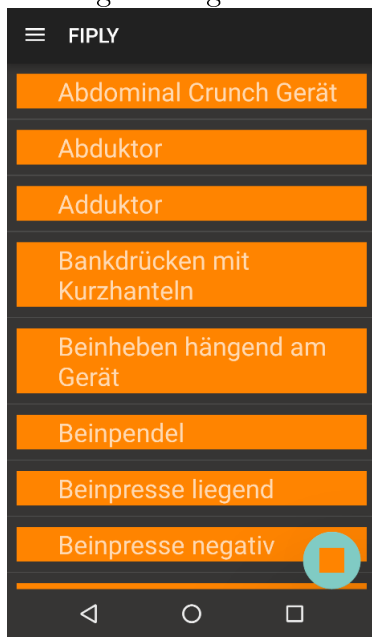 FIPLY
Abdominal Crunch Gerät
Abduktor
Adduktor
Bankdrücken mit
Kurzhanteln
Beinheben hängend am
Gerät
Beinpendel
Beinpresse liegend
Beinpresse negativ